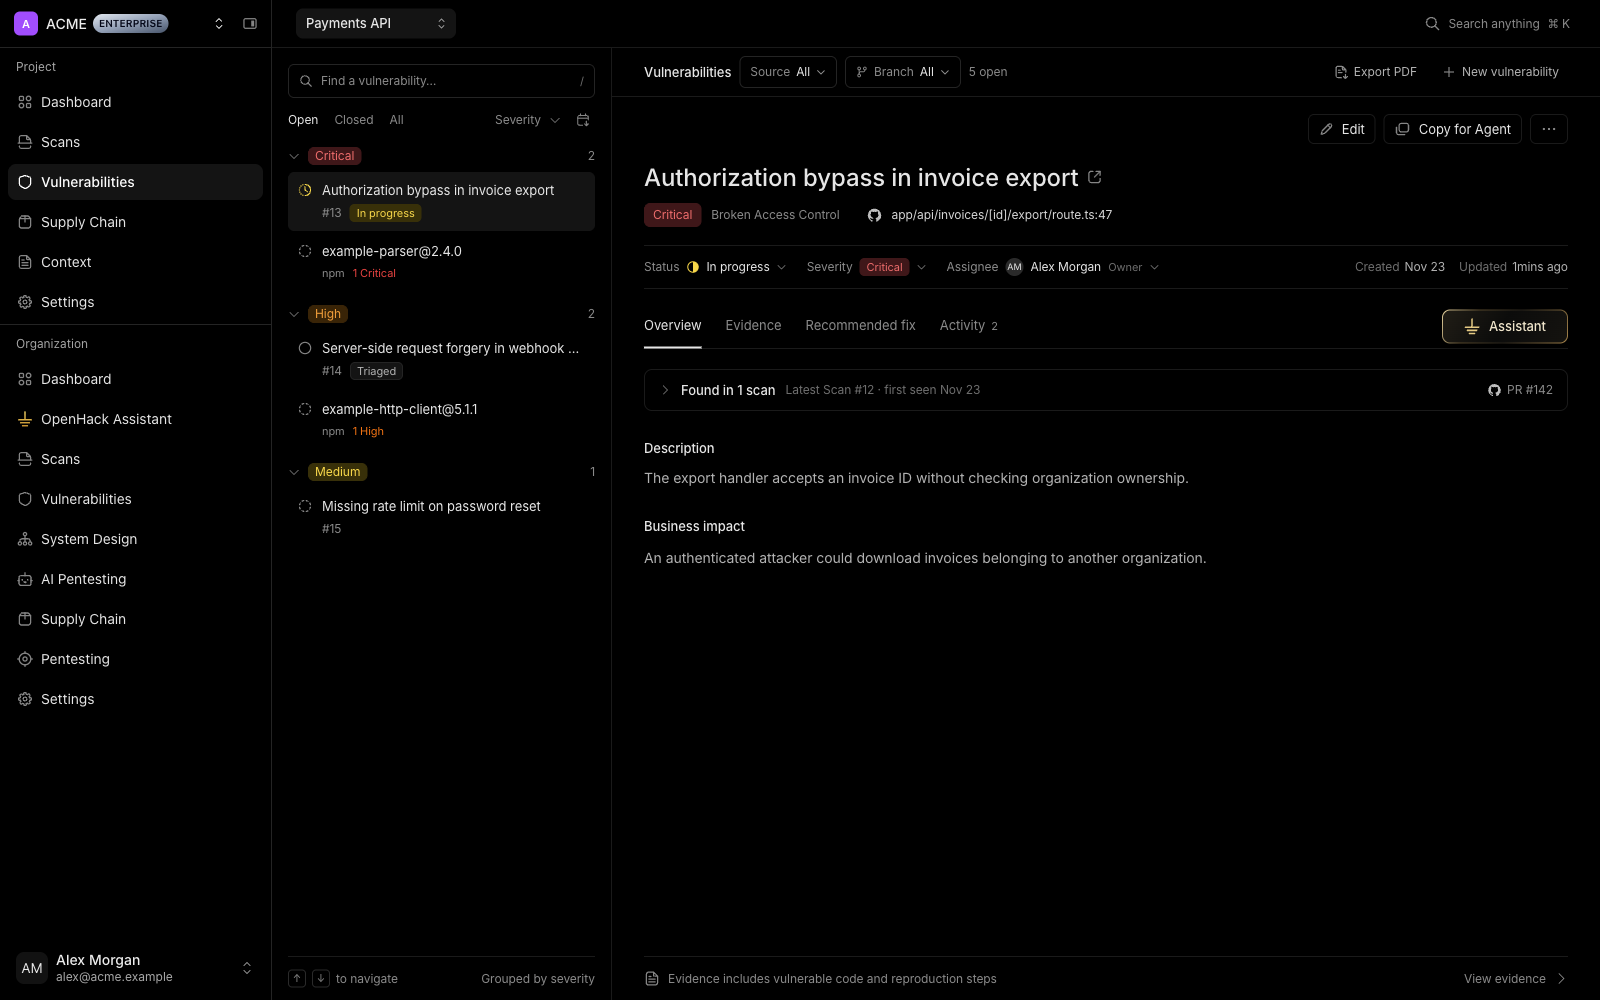 A ACME ENTERPRISE
Project
Dashboard
Scans
Vulnerabilities
Supply Chain
Context
Settings
Organization
Dashboard
OpenHack Assistant
Scans
Vulnerabilities
System Design
AI Pentesting
Supply Chain
Pentesting
Settings
AM Alex Morgan
alex@acme.example
Payments API
Search anything ⌘ K
Find a vulnerability... /
Open Closed All Severity
Critical 2
Authorization bypass in invoice export
#13 In progress
example-parser@2.4.0
npm 1 Critical
High 2
Server-side request forgery in webhook ...
#14 Triaged
example-http-client@5.1.1
npm 1 High
Medium 1
Missing rate limit on password reset
#15
↑ ↓ to navigate Grouped by severity
Vulnerabilities Source All Branch All 5 open Export PDF New vulnerability
Edit Copy for Agent ...
Authorization bypass in invoice export
Critical Broken Access Control app/api/invoices/[id]/export/route.ts:47
Status In progress Severity Critical Assignee AM Alex Morgan Owner Created Nov 23 Updated 1mins ago
Overview Evidence Recommended fix Activity 2 Assistant
Found in 1 scan Latest Scan #12 · first seen Nov 23 PR #142
Description
The export handler accepts an invoice ID without checking organization ownership.
Business impact
An authenticated attacker could download invoices belonging to another organization.
Evidence includes vulnerable code and reproduction steps View evidence